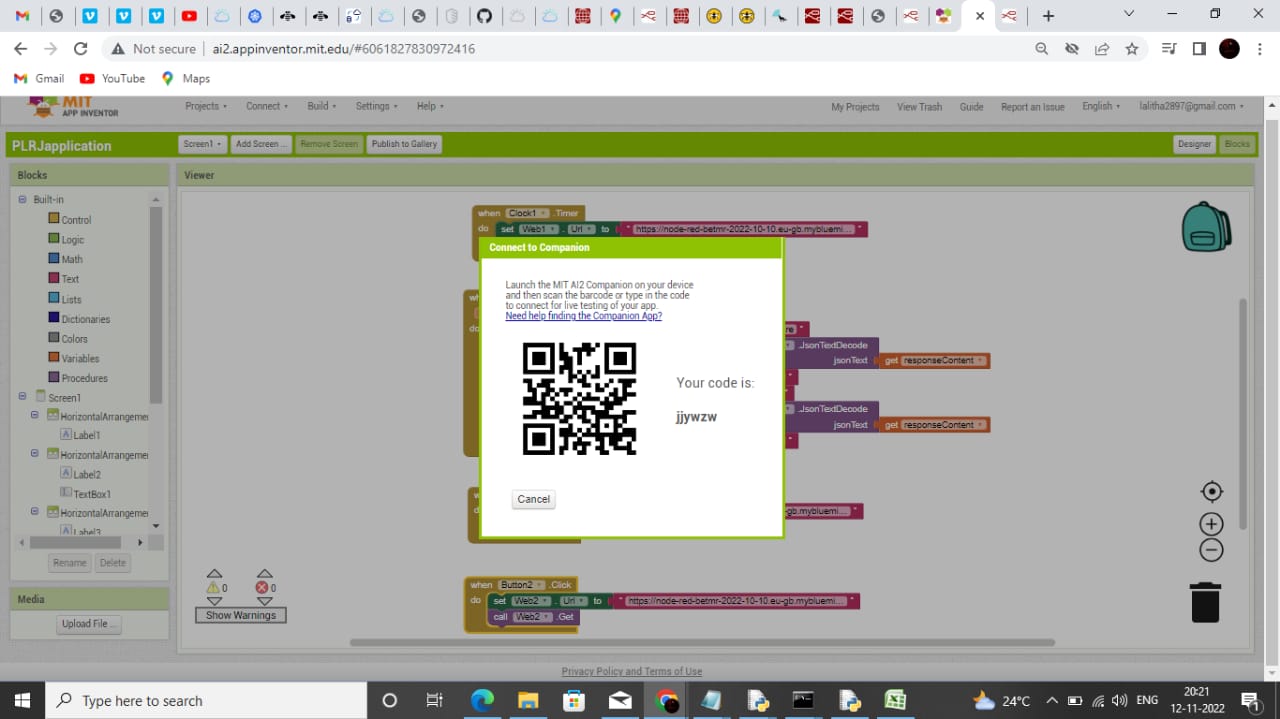 Not secure | ai2.appinventor.mit.edu/#6061827830972416
Gmail YouTube Maps
MIT
APP INVENTOR
Projects Connect Build Settings Help My Projects View Trash Guide Report an Issue English lalitha2897@gmail.com
PLRJapplication Screen1 Add Screen ... Remove Screen Publish to Gallery Designer Blocks
Blocks
Built-in
Control
Logic
Math
Text
Lists
Dictionaries
Colors
Variables
Procedures
Screen1
HorizontalArrangemer
Label1
HorizontalArrangemer
Label2
TextBox1
HorizontalArrangemer
Label3
Rename Delete
Media
Upload File ...
Viewer
when Clock1 .Timer
do set Web1 . Url to " https://node-red-betmr-2022-10-10.eu-gb.mybluemi... "
Connect to Companion
Launch the MIT AI2 Companion on your device
and then scan the barcode or type in the code
to connect for live testing of your app.
Need help finding the Companion App?
Your code is:
jjywzw
Cancel
re "
.JsonTextDecode
jsonText get responseContent
.JsonTextDecode
jsonText get responseContent
gb.mybluemi... "
when Button2 .Click
do set Web2 . Url to " https://node-red-betmr-2022-10-10.eu-gb.mybluemi... "
call Web2 .Get
0 0
Show Warnings
Privacy Policy and Terms of Use
Type here to search
24°C ENG 20:21
12-11-2022
1